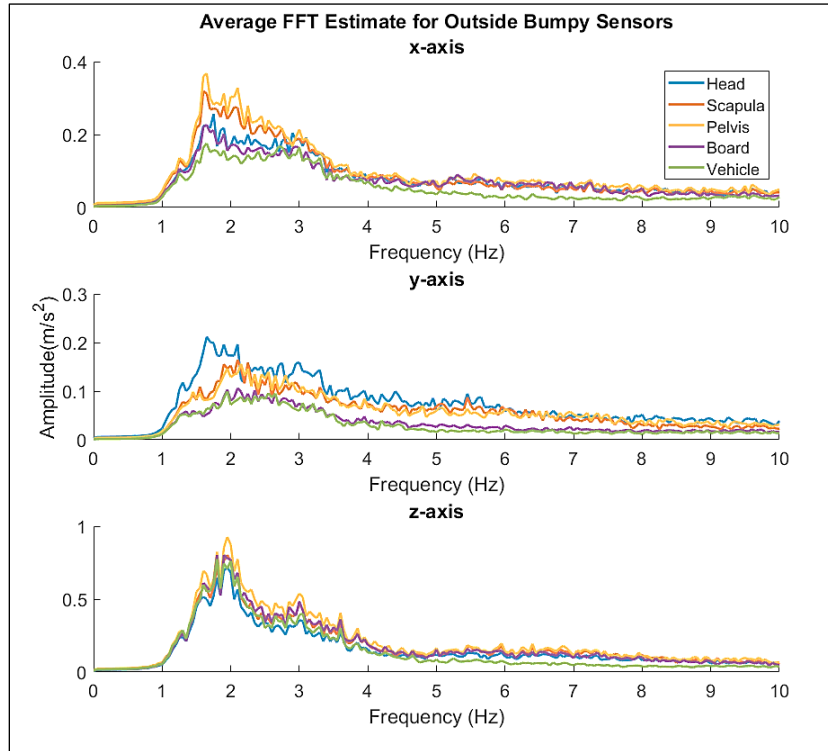 Average FFT Estimate for Outside Bumpy Sensors
x-axis
0.4
0.2
0
0 1 2 3 4 5 6 7 8 9 10
Frequency (Hz)
Head
Scapula
Pelvis
Board
Vehicle
y-axis
Amplitude(m/s²)
0.3
0.2
0.1
0
0 1 2 3 4 5 6 7 8 9 10
Frequency (Hz)
z-axis
1
0.5
0
0 1 2 3 4 5 6 7 8 9 10
Frequency (Hz)